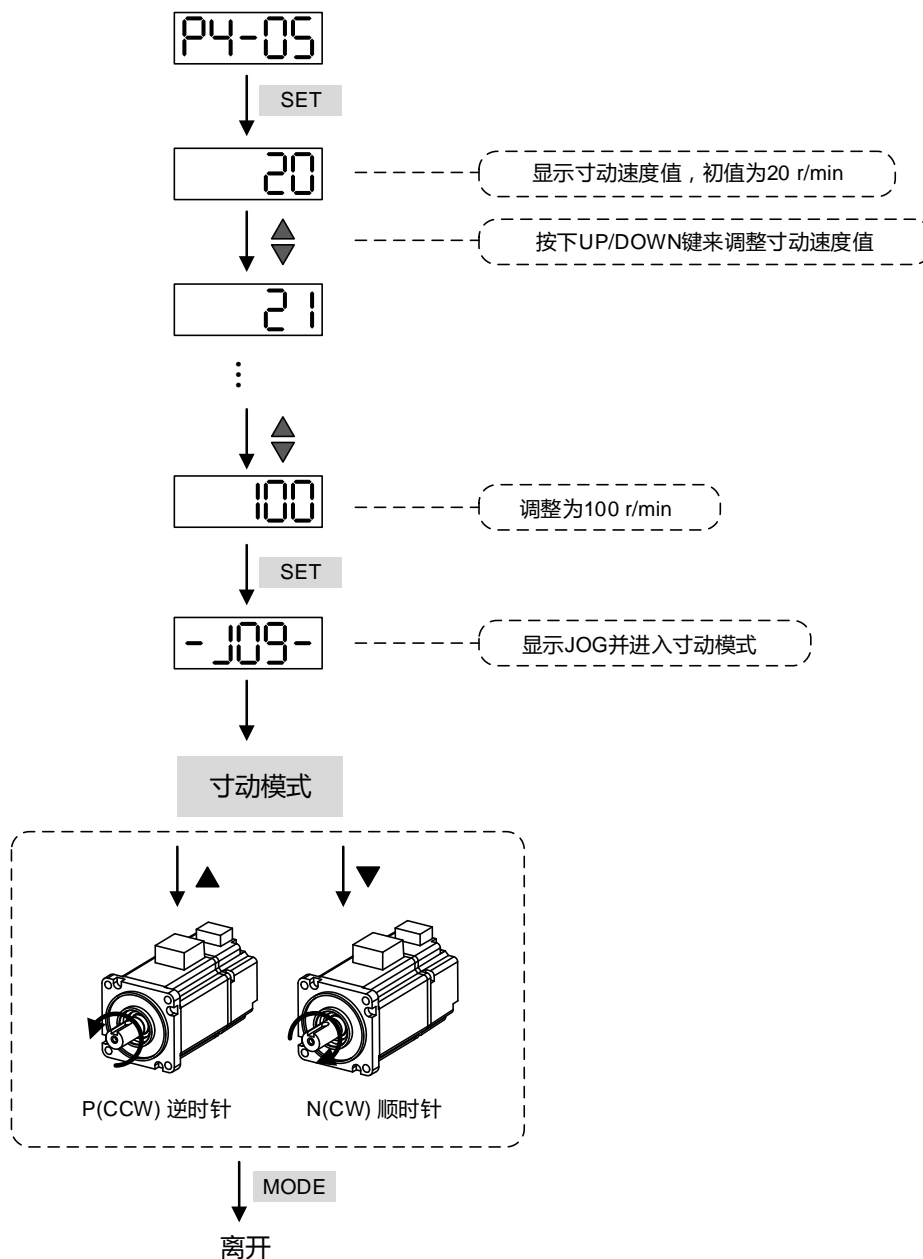 P4-05
SET
20
显示寸动速度值，初值为20 r/min
按下UP/DOWN键来调整寸动速度值
21
⋮
100
调整为100 r/min
SET
-JOG-
显示JOG并进入寸动模式
寸动模式
P(CCW) 逆时针
N(CW) 顺时针
MODE
离开